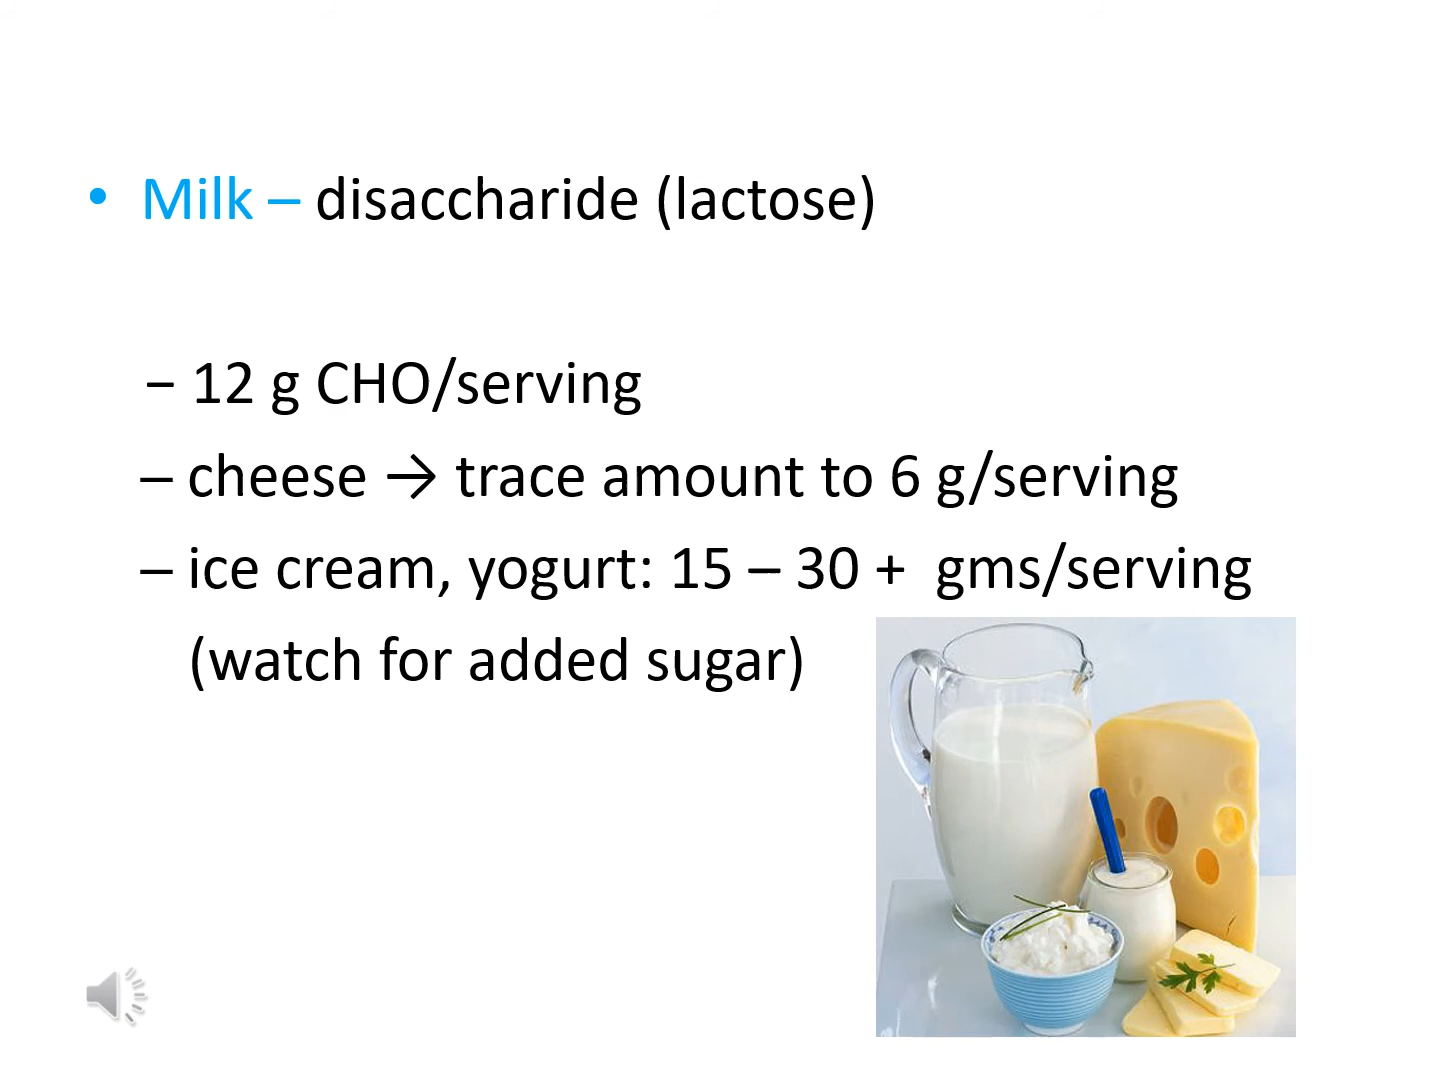 • Milk – disaccharide (lactose)
– 12 g CHO/serving
– cheese → trace amount to 6 g/serving
– ice cream, yogurt: 15 – 30 + gms/serving
(watch for added sugar)